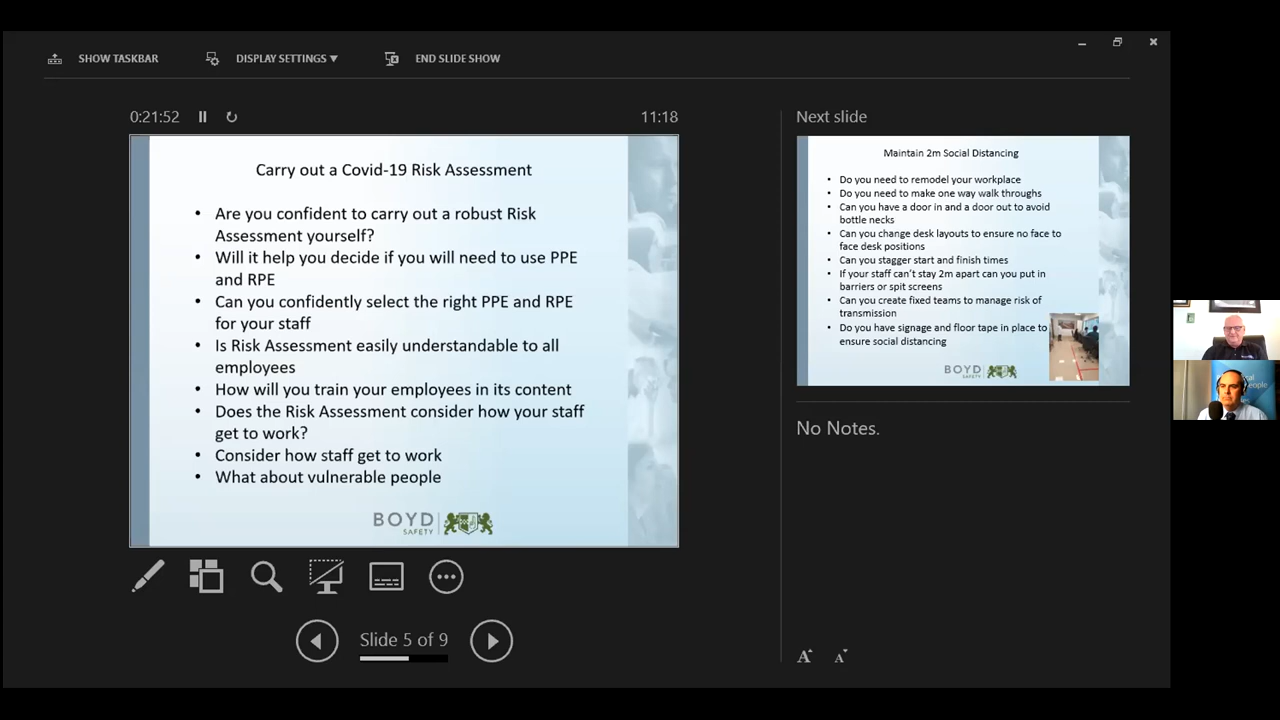 SHOW TASKBAR
DISPLAY SETTINGS ▼
END SLIDE SHOW
0:21:52
11:18
Carry out a Covid-19 Risk Assessment
• Are you confident to carry out a robust Risk
Assessment yourself?
• Will it help you decide if you will need to use PPE
and RPE
• Can you confidently select the right PPE and RPE
for your staff
• Is Risk Assessment easily understandable to all
employees
• How will you train your employees in its content
• Does the Risk Assessment consider how your staff
get to work?
• Consider how staff get to work
• What about vulnerable people
BOYD
SAFETY
Slide 5 of 9
Next slide
Maintain 2m Social Distancing
• Do you need to remodel your workplace
• Do you need to make one way walk throughs
• Can you have a door in and a door out to avoid
bottle necks
• Can you change desk layouts to ensure no face to
face desk positions
• Can you stagger start and finish times
• If your staff can't stay 2m apart can you put in
barriers or spit screens
• Can you create fixed teams to manage risk of
transmission
• Do you have signage and floor tape in place to
ensure social distancing
BOYD
SAFETY
No Notes.
A A